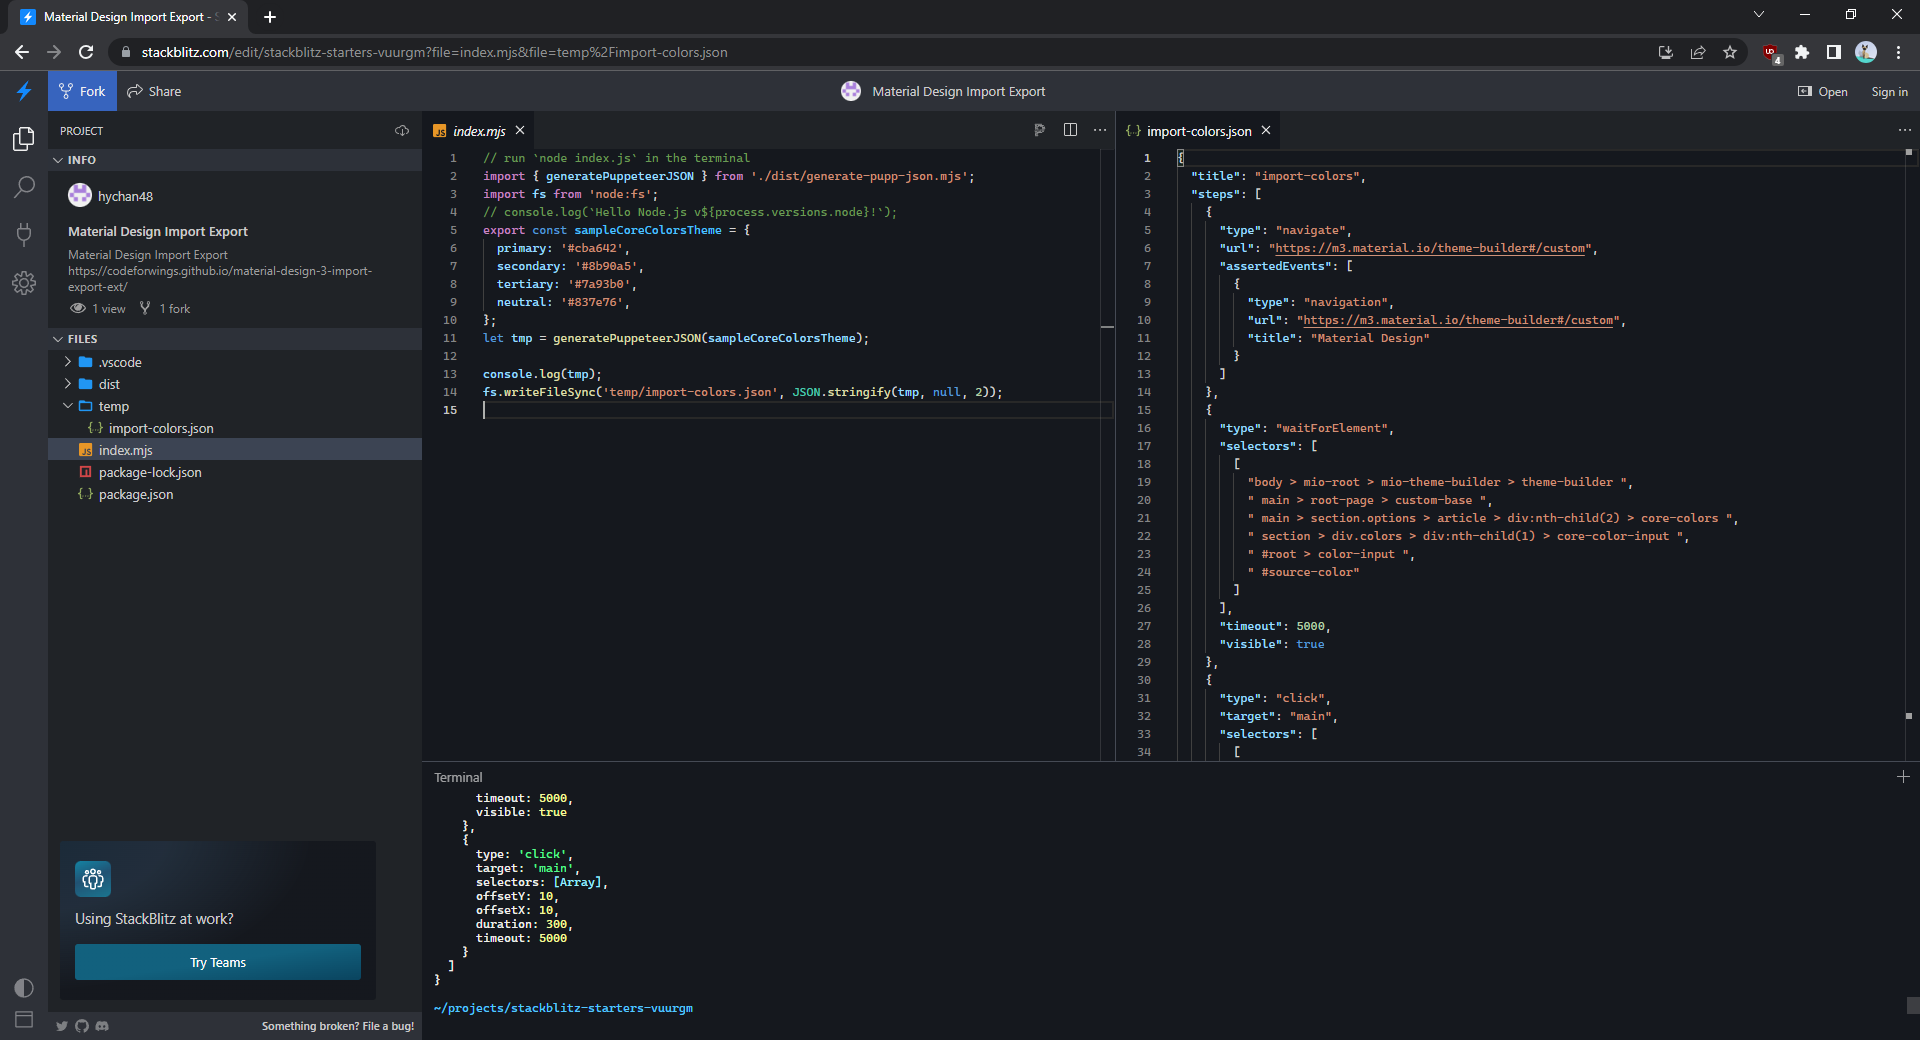 Material Design Import Export - S
stackblitz.com/edit/stackblitz-starters-vuurgm?file=index.mjs&file=temp%2Fimport-colors.json
4
Fork
Share
Material Design Import Export
Open
Sign in
PROJECT
INFO
hychan48
Material Design Import Export
Material Design Import Export
https://codeforwings.github.io/material-design-3-import-
export-ext/
1 view
1 fork
FILES
.vscode
dist
temp
{..} import-colors.json
JS index.mjs
package-lock.json
{..} package.json
Using StackBlitz at work?
Try Teams
Something broken? File a bug!
JS index.mjs
1 // run `node index.js` in the terminal
2 import { generatePuppeteerJSON } from './dist/generate-pupp-json.mjs';
3 import fs from 'node:fs';
4 // console.log(`Hello Node.js v${process.versions.node}!`);
5 export const sampleCoreColorsTheme = {
6 primary: '#cba642',
7 secondary: '#8b90a5',
8 tertiary: '#7a93b0',
9 neutral: '#837e76',
10 };
11 let tmp = generatePuppeteerJSON(sampleCoreColorsTheme);
12
13 console.log(tmp);
14 fs.writeFileSync('temp/import-colors.json', JSON.stringify(tmp, null, 2));
15
{..} import-colors.json
1 {
2 "title": "import-colors",
3 "steps": [
4 {
5 "type": "navigate",
6 "url": "https://m3.material.io/theme-builder#/custom",
7 "assertedEvents": [
8 {
9 "type": "navigation",
10 "url": "https://m3.material.io/theme-builder#/custom",
11 "title": "Material Design"
12 }
13 ]
14 },
15 {
16 "type": "waitForElement",
17 "selectors": [
18 [
19 "body > mio-root > mio-theme-builder > theme-builder ",
20 " main > root-page > custom-base ",
21 " main > section.options > article > div:nth-child(2) > core-colors ",
22 " section > div.colors > div:nth-child(1) > core-color-input ",
23 " #root > color-input ",
24 " #source-color"
25 ]
26 ],
27 "timeout": 5000,
28 "visible": true
29 },
30 {
31 "type": "click",
32 "target": "main",
33 "selectors": [
34 [
Terminal
timeout: 5000,
visible: true
},
{
type: 'click',
target: 'main',
selectors: [Array],
offsetY: 10,
offsetX: 10,
duration: 300,
timeout: 5000
}
]
}
~/projects/stackblitz-starters-vuurgm